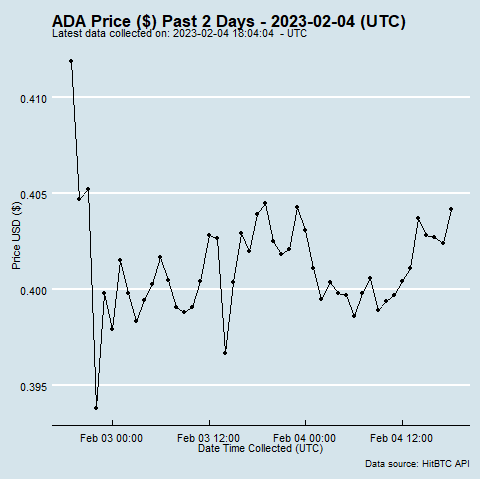 ADA Price ($) Past 2 Days - 2023-02-04 (UTC)
Latest data collected on: 2023-02-04 18:04:04  - UTC
0.410
0.405
0.400
0.395
Price USD ($)
Feb 03 00:00
Feb 03 12:00
Feb 04 00:00
Feb 04 12:00
Date Time Collected (UTC)
Data source: HitBTC API